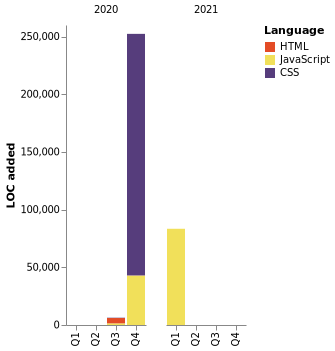 2020 2021
Language
HTML
JavaScript
CSS
LOC added
250,000
200,000
150,000
100,000
50,000
0
Q1 Q2 Q3 Q4 Q1 Q2 Q3 Q4